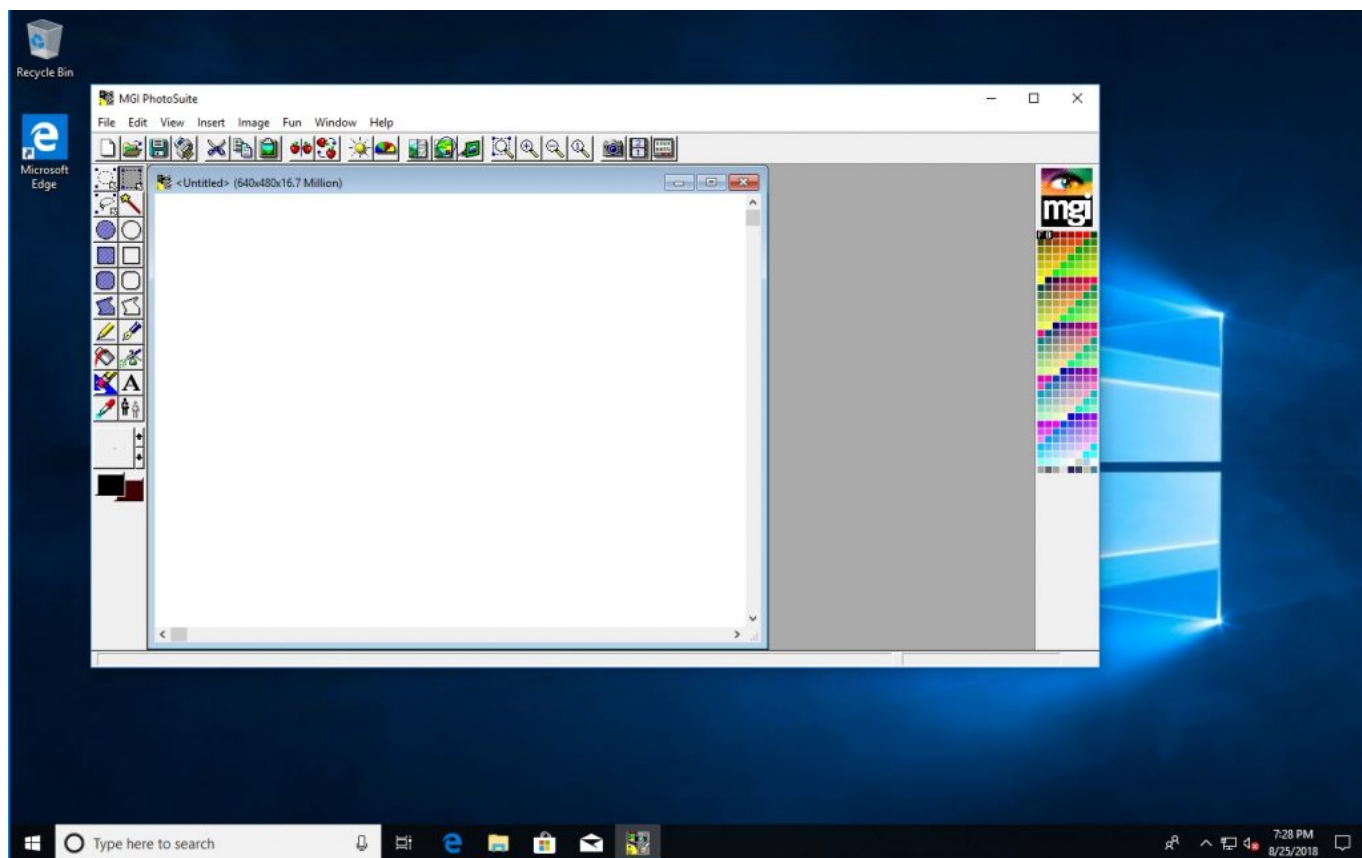 Recycle Bin
Microsoft
Edge
MGI PhotoSuite
File Edit View Insert Image Fun Window Help
<Untitled> (640x480x16.7 Million)
A
mgi
F B
Type here to search
7:28 PM
8/25/2018